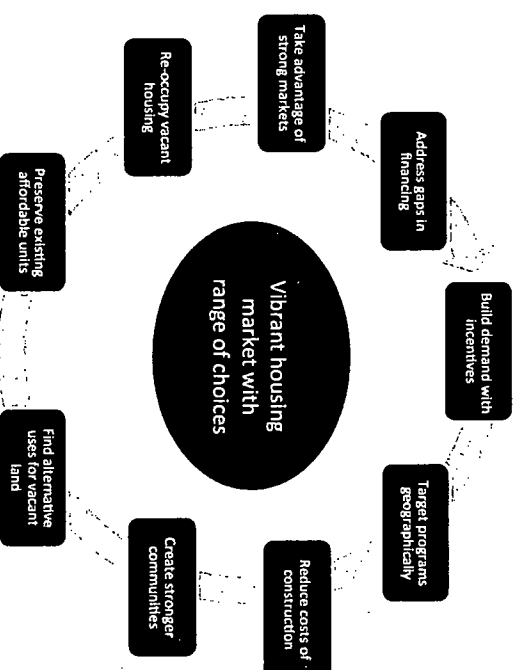 Build demand with
incentives
Target programs
geographically
Reduce costs of
construction
Create stronger
communities
Find alternative
uses for vacant
land
Preserve existing
affordable units
Re-occupy vacant
housing
Take advantage of
strong markets
Address gaps in
financing
Vibrant housing
market with
range of choices